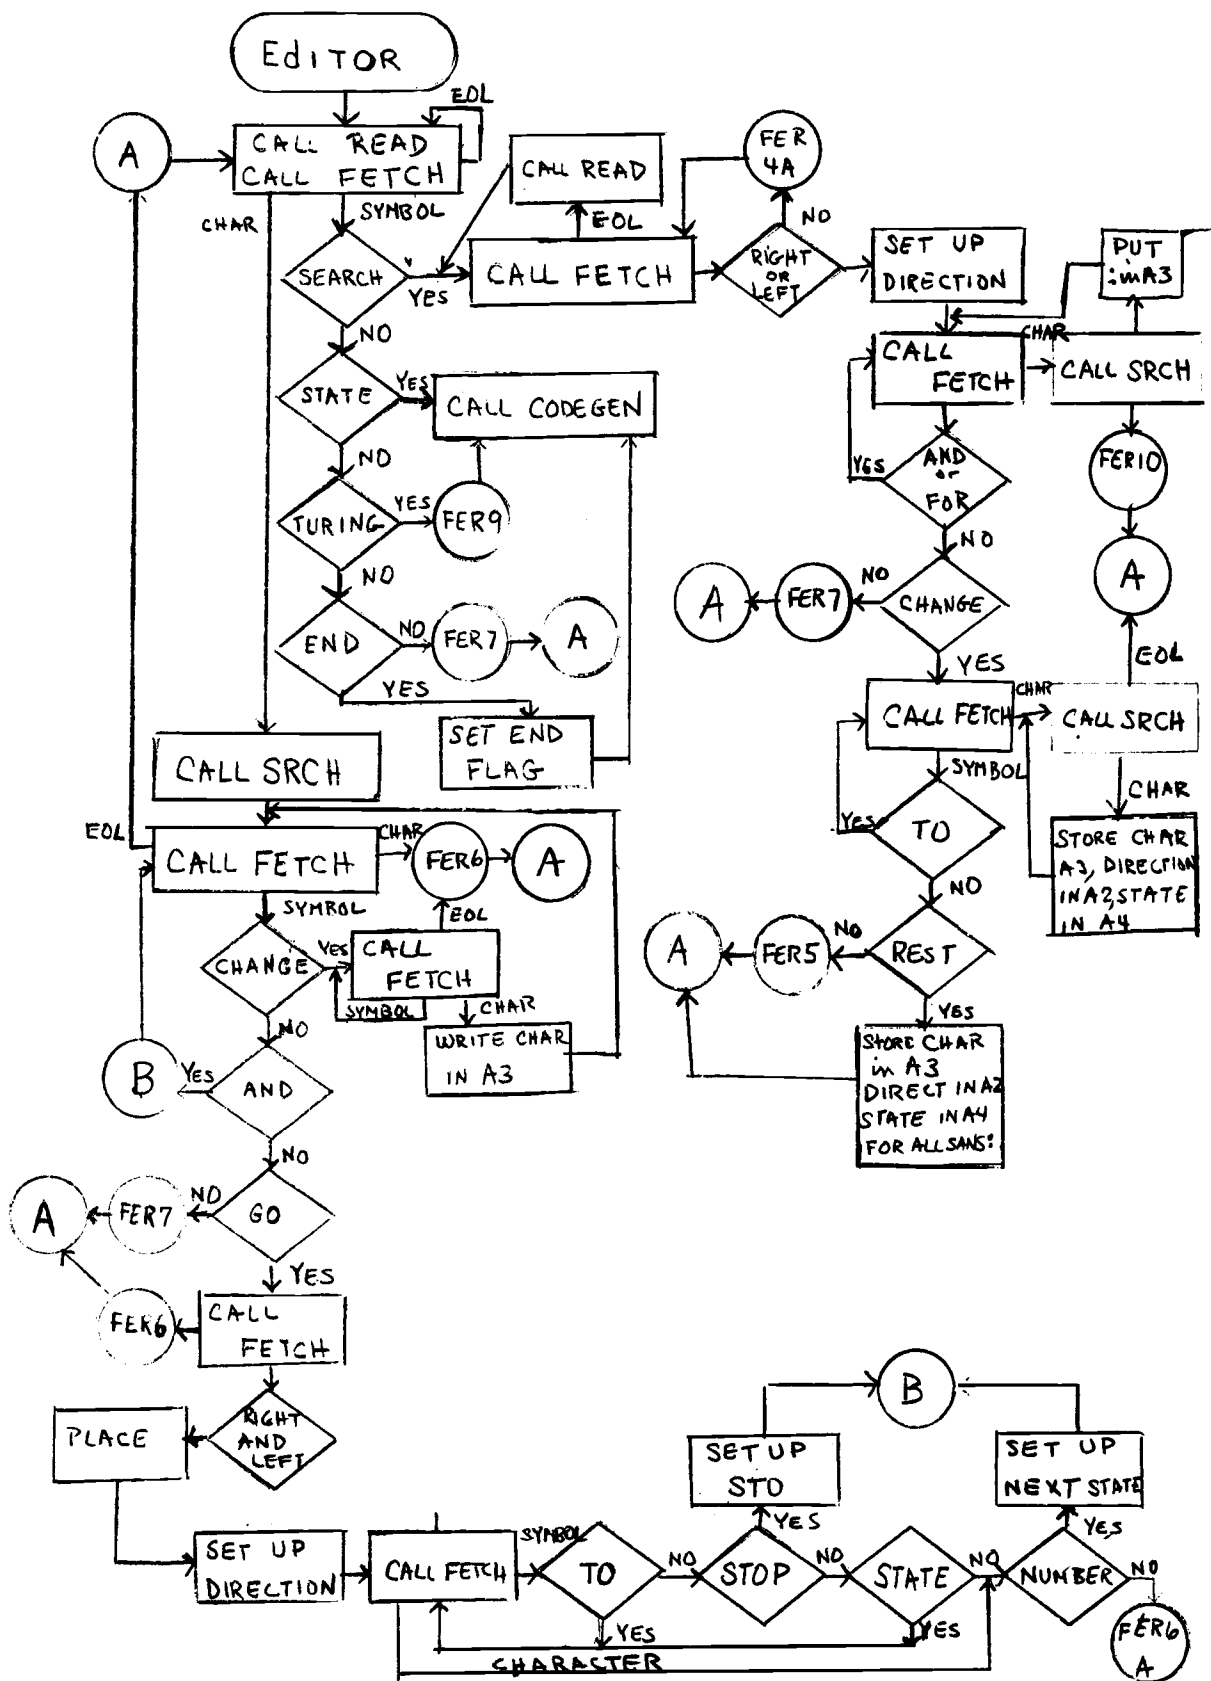 EdITOR
EOL
A
CALL READ
CALL FETCH
CHAR
SYMBOL
CALL READ
EOL
FER
4A
NO
SEARCH
YES
CALL FETCH
RIGHT
OR
LEFT
SET UP
DIRECTION
PUT
: in A3
NO
STATE
YES
CALL CODEGEN
CALL
FETCH
CHAR
CALL SRCH
NO
TURING
YES
FER9
YES
AND
or
FOR
FER10
NO
NO
END
NO
FER7
A
A
FER7
NO
CHANGE
A
YES
SET END
FLAG
YES
EOL
CALL FETCH
CHAR
CALL SRCH
CALL SRCH
SYMBOL
CHAR
EOL
CALL FETCH
CHAR
FER6
A
YES
TO
STORE CHAR
A3, DIRECTION
IN A2, STATE
IN A4
SYMBOL
EOL
NO
CHANGE
YES
CALL
FETCH
SYMBOL
CHAR
A
FER5
NO
REST
NO
WRITE CHAR
IN A3
YES
B
YES
AND
STORE CHAR
in A3
DIRECT IN A2
STATE IN A4
FOR ALL SANS:
NO
A
FER7
NO
GO
YES
FER6
CALL
FETCH
PLACE
RIGHT
AND
LEFT
B
SET UP
STO
SET UP
NEXT STATE
YES
YES
SET UP
DIRECTION
CALL FETCH
SYMBOL
TO
NO
STOP
NO
STATE
NO
NUMBER
NO
YES
YES
CHARACTER
FER6
A